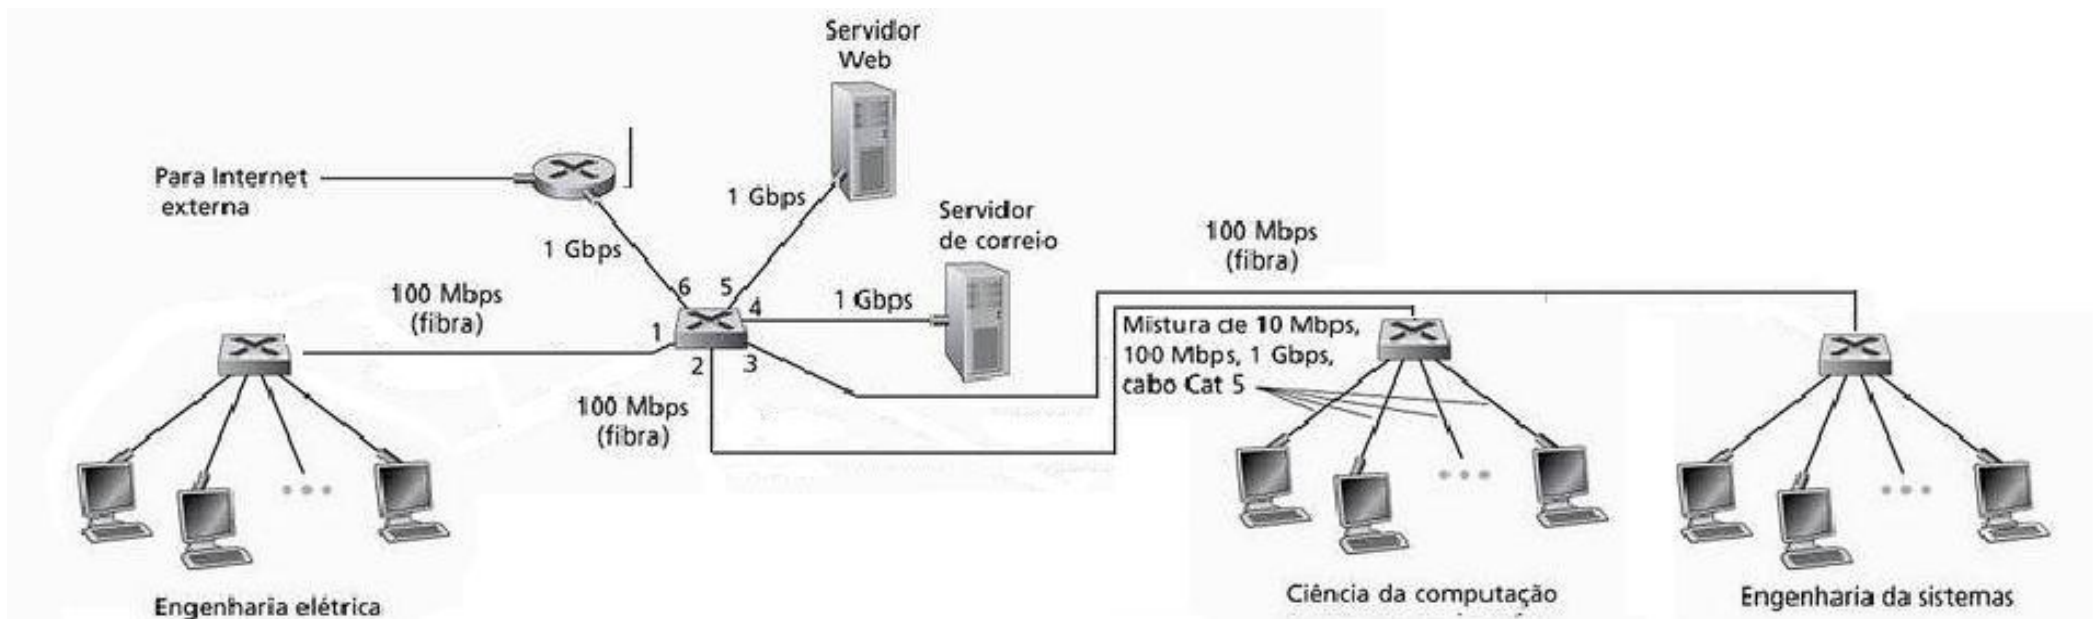 Servidor
Web
Para Internet
externa
1 Gbps
1 Gbps
Servidor
de correio
100 Mbps
(fibra)
100 Mbps
(fibra)
6
5
4
1 Gbps
1
2
3
Mistura de 10 Mbps,
100 Mbps, 1 Gbps,
cabo Cat 5
100 Mbps
(fibra)
Engenharia elétrica
Ciência da computação
Engenharia da sistemas